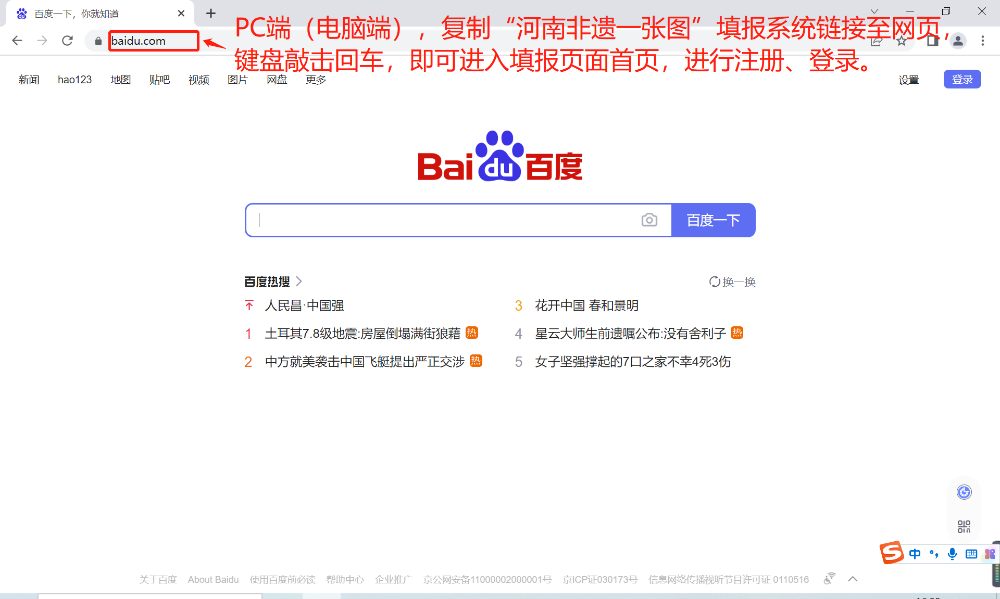 百度一下，你就知道
baidu.com
PC端（电脑端），复制“河南非遗一张图”填报系统链接至网页，
键盘敲击回车，即可进入填报页面首页，进行注册、登录。
新闻 hao123 地图 贴吧 视频 图片 网盘 更多 设置 登录
Bai du 百度
百度一下
百度热搜 换一换
人民昌·中国强
3 花开中国 春和景明
1 土耳其7.8级地震:房屋倒塌满街狼藉 热
4 星云大师生前遗嘱公布:没有舍利子 热
2 中方就美袭击中国飞艇提出严正交涉 热
5 女子坚强撑起的7口之家不幸4死3伤
S 中
关于百度 About Baidu 使用百度前必读 帮助中心 企业推广 京公网安备11000002000001号 京ICP证030173号 信息网络传播视听节目许可证 0110516